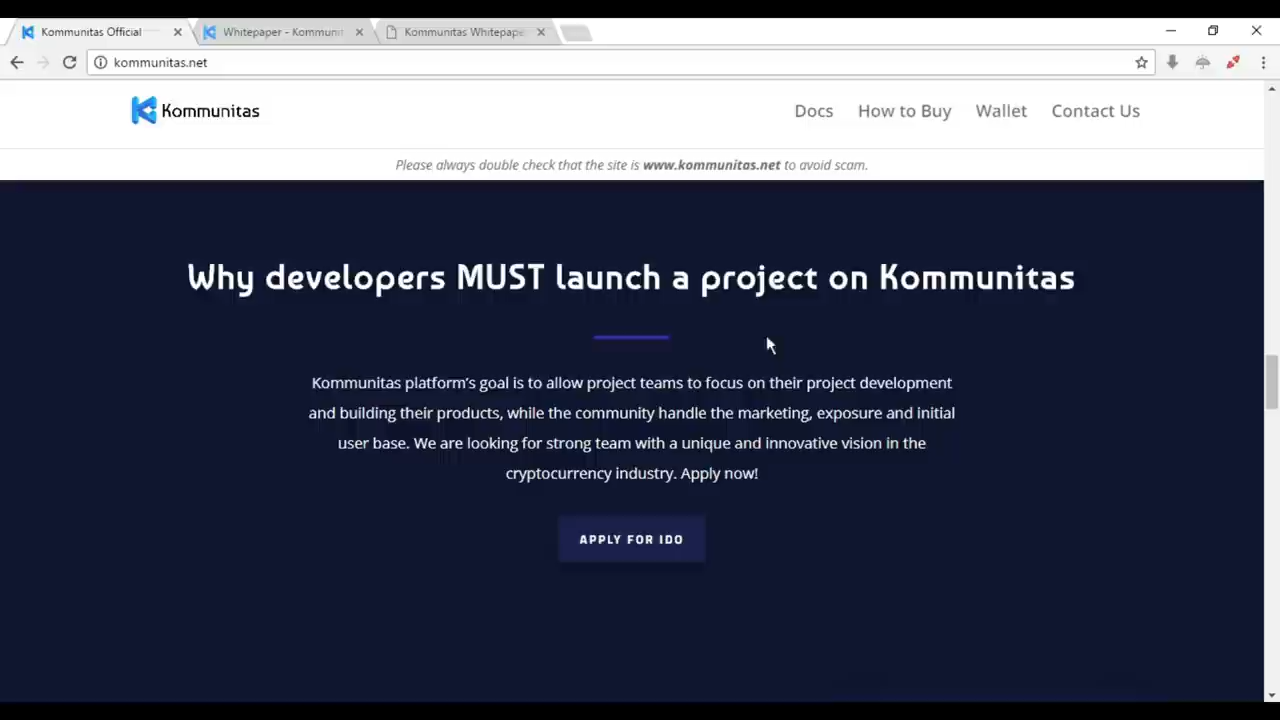 Kommunitas Official
Whitepaper - Kommunit
Kommunitas Whitepape
kommunitas.net
Kommunitas
Docs
How to Buy
Wallet
Contact Us
Please always double check that the site is www.kommunitas.net to avoid scam.
Why developers MUST launch a project on Kommunitas
Kommunitas platform's goal is to allow project teams to focus on their project development
and building their products, while the community handle the marketing, exposure and initial
user base. We are looking for strong team with a unique and innovative vision in the
cryptocurrency industry. Apply now!
APPLY FOR IDO